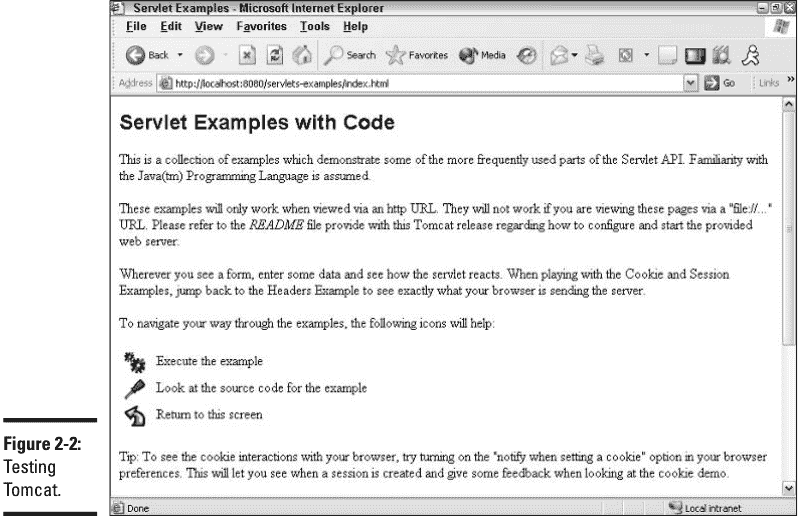 Servlet Examples - Microsoft Internet Explorer
File Edit View Favorites Tools Help
Back Search Favorites Media
Address http://localhost:8080/servlets-examples/index.html Go Links »
Servlet Examples with Code
This is a collection of examples which demonstrate some of the more frequently used parts of the Servlet API. Familiarity with
the Java(tm) Programming Language is assumed.
These examples will only work when viewed via an http URL. They will not work if you are viewing these pages via a "file://..."
URL. Please refer to the README file provide with this Tomcat release regarding how to configure and start the provided
web server.
Wherever you see a form, enter some data and see how the servlet reacts. When playing with the Cookie and Session
Examples, jump back to the Headers Example to see exactly what your browser is sending the server.
To navigate your way through the examples, the following icons will help:
Execute the example
Look at the source code for the example
Return to this screen
Tip: To see the cookie interactions with your browser, try turning on the "notify when setting a cookie" option in your browser
preferences. This will let you see when a session is created and give some feedback when looking at the cookie demo.
Done Local intranet
Figure 2-2:
Testing
Tomcat.